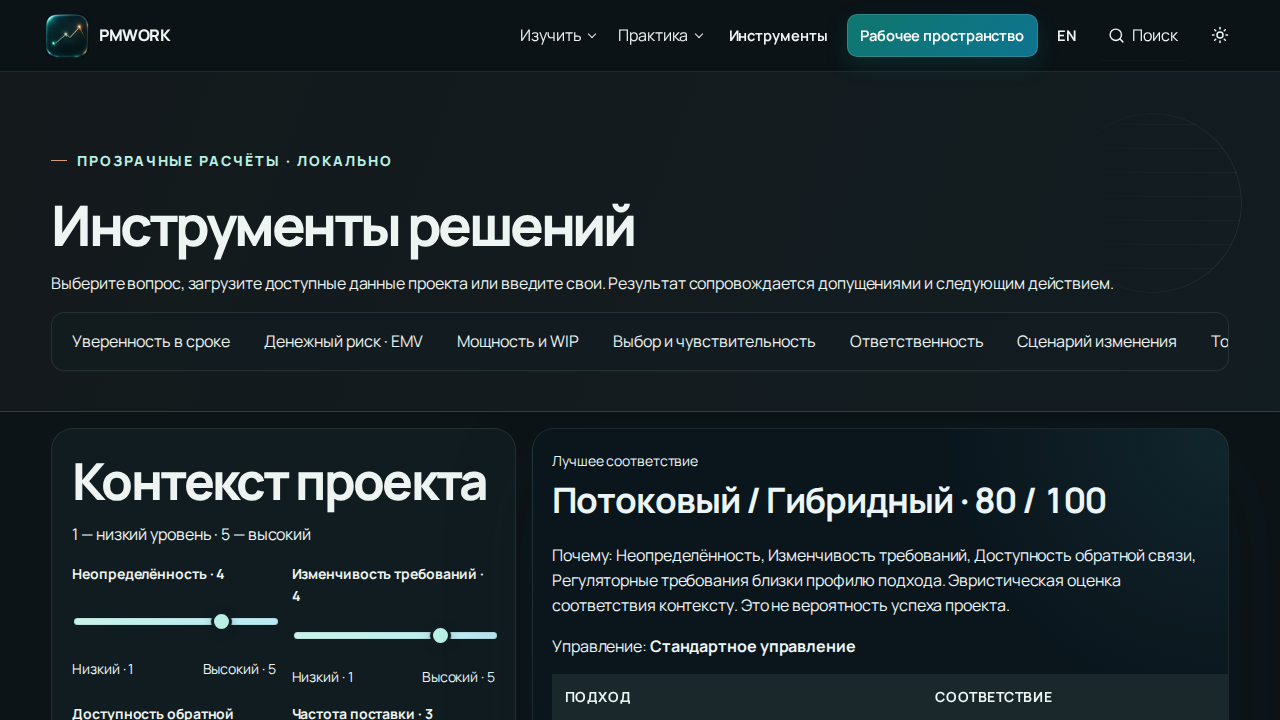 PMWORK
Изучить
Практика
Инструменты
Рабочее пространство
EN
Поиск
ПРОЗРАЧНЫЕ РАСЧЁТЫ · ЛОКАЛЬНО
Инструменты решений
Выберите вопрос, загрузите доступные данные проекта или введите свои. Результат сопровождается допущениями и следующим действием.
Уверенность в сроке
Денежный риск · EMV
Мощность и WIP
Выбор и чувствительность
Ответственность
Сценарий изменения
То
Контекст проекта
1 — низкий уровень · 5 — высокий
Неопределённость · 4
Изменчивость требований ·
4
Низкий · 1
Высокий · 5
Низкий · 1
Высокий · 5
Доступность обратной
Частота поставки · 3
Лучшее соответствие
Потоковый / Гибридный · 80 / 100
Почему: Неопределённость, Изменчивость требований, Доступность обратной связи,
Регуляторные требования близки профилю подхода. Эвристическая оценка
соответствия контексту. Это не вероятность успеха проекта.
Управление: Стандартное управление
ПОДХОД
СООТВЕТСТВИЕ